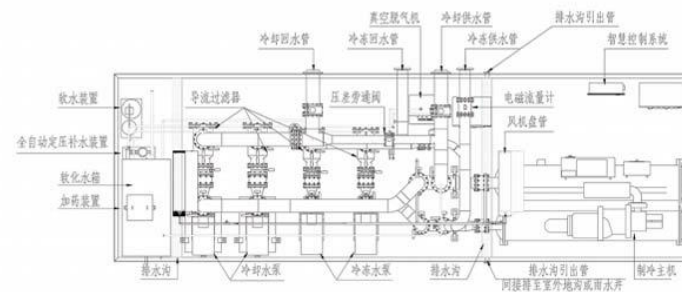 真空脱气机
冷却供水管
排水沟引出管
冷却回水管
冷冻回水管
冷冻供水管
智慧控制系统
软水装置
导流过滤器
压差旁通阀
电磁流量计
风机盘管
全自动定压补水装置
软化水箱
加药装置
排水沟
冷却水泵
冷冻水泵
排水沟
排水沟引出管
间接排至室外地沟或雨水井
制冷主机